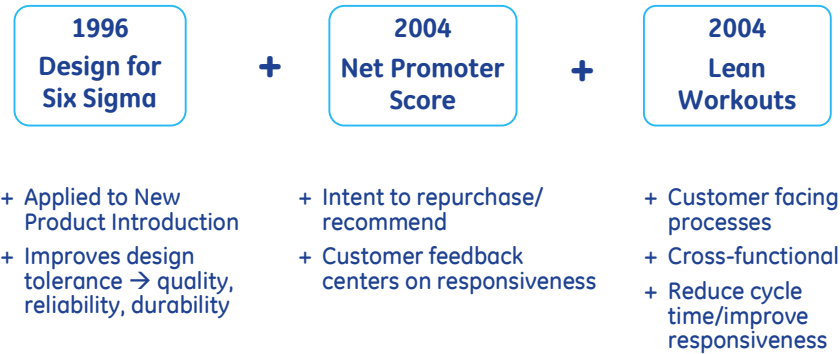 1996
Design for
Six Sigma
+
2004
Net Promoter
Score
+
2004
Lean
Workouts
+ Applied to New
Product Introduction
+ Improves design
tolerance → quality,
reliability, durability
+ Intent to repurchase/
recommend
+ Customer feedback
centers on responsiveness
+ Customer facing
processes
+ Cross-functional
+ Reduce cycle
time/improve
responsiveness